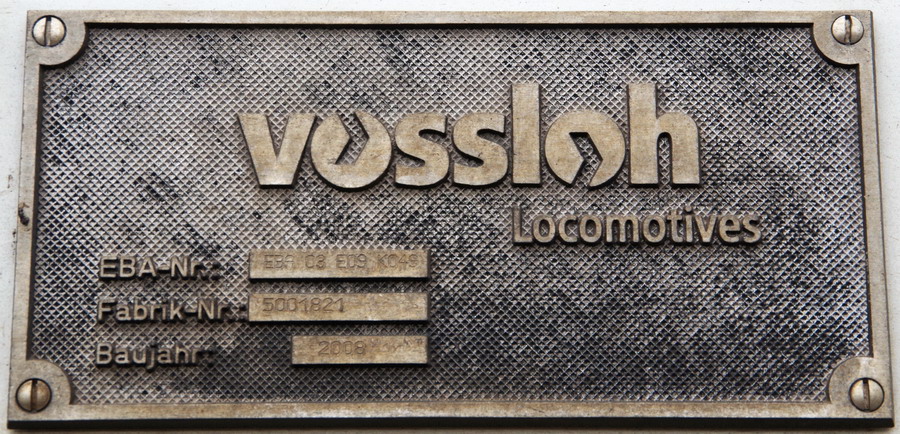 vossloh
Locomotives
EBA-Nr.: EBA 08 E09 K049
Fabrik-Nr.: 5001821
Baujahr: 2008